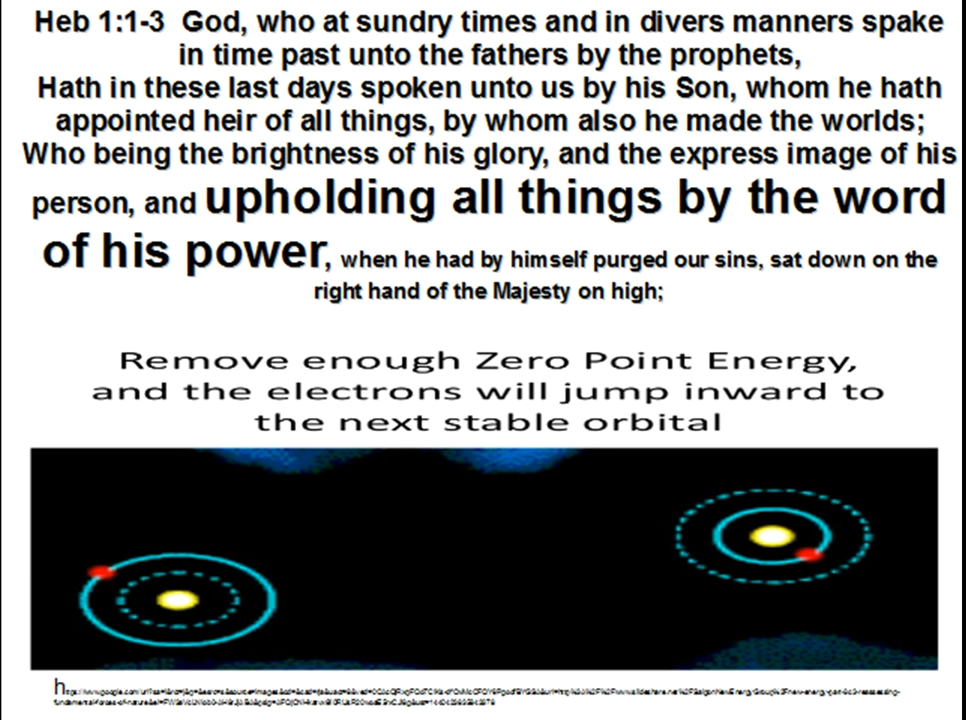 Heb 1:1-3 God, who at sundry times and in divers manners spake
in time past unto the fathers by the prophets,
Hath in these last days spoken unto us by his Son, whom he hath
appointed heir of all things, by whom also he made the worlds;
Who being the brightness of his glory, and the express image of his
person, and upholding all things by the word
of his power, when he had by himself purged our sins, sat down on the
right hand of the Majesty on high;
Remove enough Zero Point Energy,
and the electrons will jump inward to
the next stable orbital